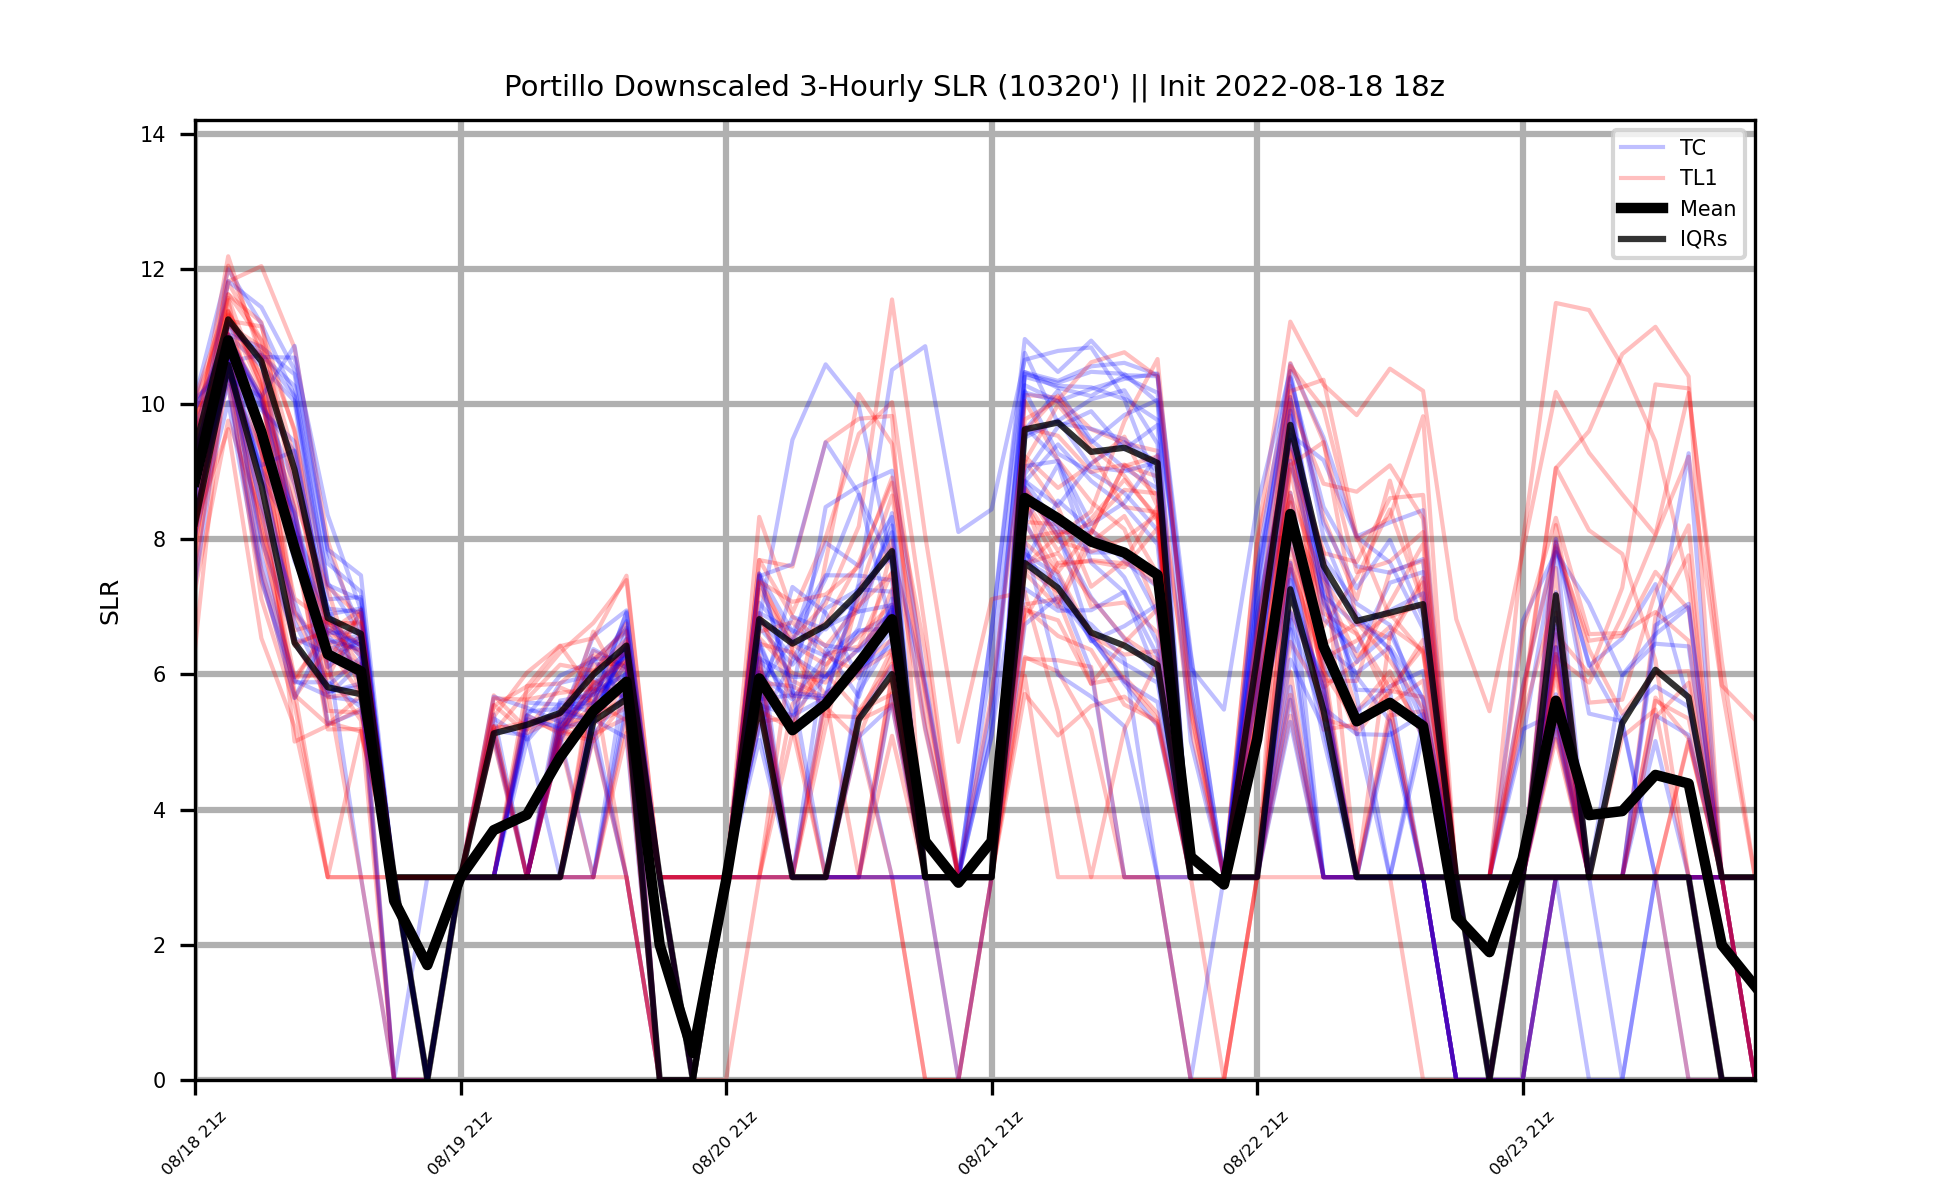 Portillo Downscaled 3-Hourly SLR (10320') || Init 2022-08-18 18z
14
12
10
8
6
4
2
0
SLR
TC
TL1
Mean
IQRs
08/18 21z
08/19 21z
08/20 21z
08/21 21z
08/22 21z
08/23 21z